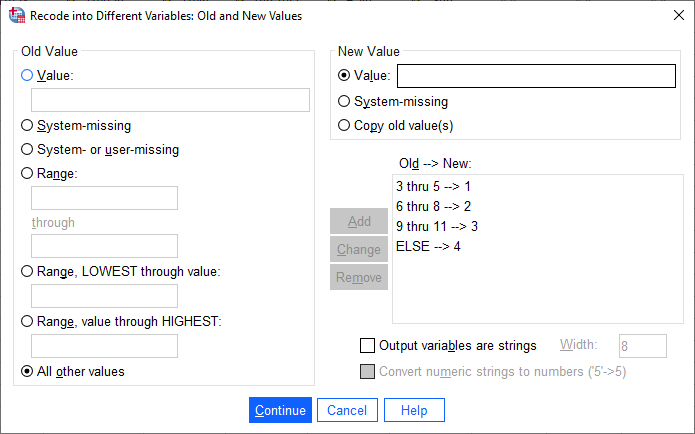 Recode into Different Variables: Old and New Values
Old Value
Value:
System-missing
System- or user-missing
Range:
through
Range, LOWEST through value:
Range, value through HIGHEST:
All other values
New Value
Value:
System-missing
Copy old value(s)
Old --> New:
3 thru 5 --> 1
6 thru 8 --> 2
9 thru 11 --> 3
ELSE --> 4
Add
Change
Remove
Output variables are strings Width: 8
Convert numeric strings to numbers ('5'->5)
Continue Cancel Help